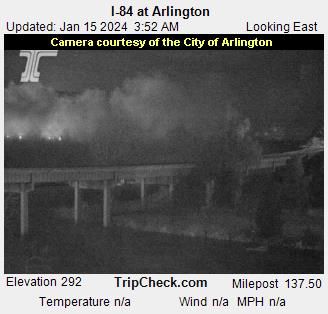 I-84 at Arlington
Updated: Jan 15 2024 3:52 AM Looking East
Camera courtesy of the City of Arlington
Elevation 292 TripCheck.com Milepost 137.50
Temperature n/a Wind n/a MPH n/a